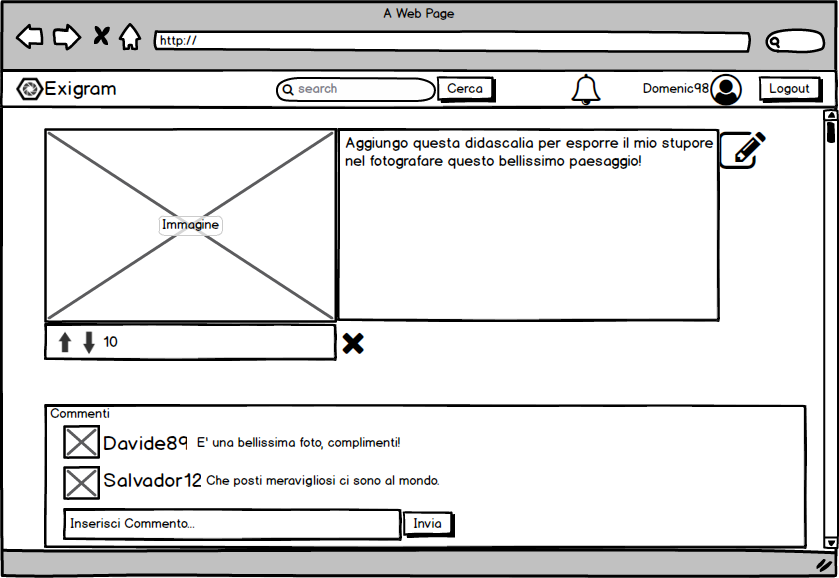 A Web Page
http://
Exigram
search
Cerca
Domenic98
Logout
Immagine
Aggiungo questa didascalia per esporre il mio stupore
nel fotografare questo bellissimo paesaggio!
10
Commenti
Davide89 E' una bellissima foto, complimenti!
Salvador12 Che posti meravigliosi ci sono al mondo.
Inserisci Commento... Invia